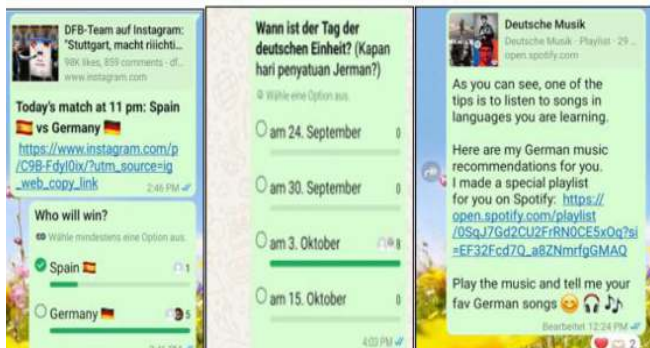 DFB-Team auf Instagram:
"Stuttgart, macht riiichti...
98K likes, 859 comments - df...
www.instagram.com
Today's match at 11 pm: Spain
🇪🇸 vs Germany 🇩🇪
https://www.instagram.com/p
/C9B-FdyI0ix/?utm_source=ig
_web_copy_link
2:46 PM
Who will win?
Wähle mindestens eine Option aus.
Spain 🇪🇸 1
Germany 🇩🇪 5
Wann ist der Tag der
deutschen Einheit? (Kapan
hari penyatuan Jerman?)
Wähle eine Option aus.
am 24. September 0
am 30. September 0
am 3. Oktober 8
am 15. Oktober 0
4:03 PM
Deutsche Musik
Deutsche Musik · Playlist · 29 ...
open.spotify.com
As you can see, one of the
tips is to listen to songs in
languages you are learning.
Here are my German music
recommendations for you.
I made a special playlist
for you on Spotify: https://
open.spotify.com/playlist
/0SqJ7Gd2CU2FrRN0CE5xOq?si
=EF32Fcd7Q_a8ZNmrfgGMAQ
Play the music and tell me your
fav German songs 😊 🎧 🎶
Bearbeitet 12:24 PM
2